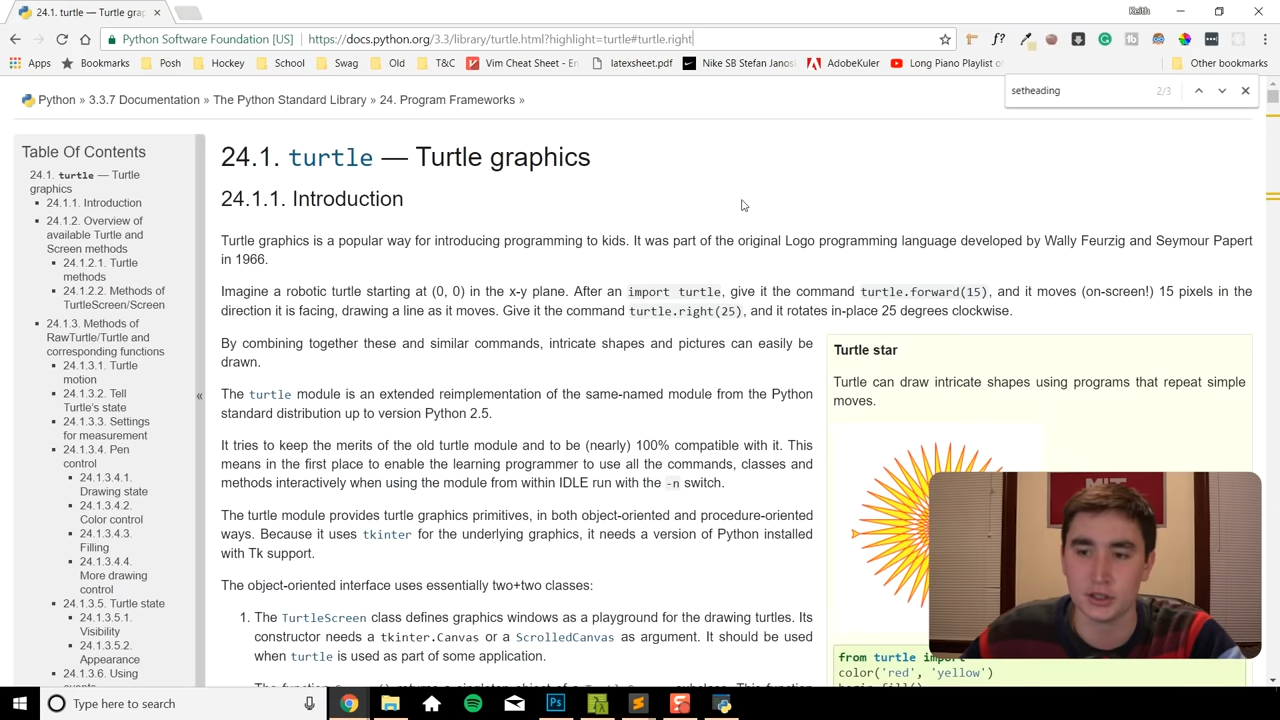 24.1. turtle — Turtle grap
Keith
Python Software Foundation [US]
https://docs.python.org/3.3/library/turtle.html?highlight=turtle#turtle.right
Apps
Bookmarks
Posh
Hockey
School
Swag
Old
T&C
Vim Cheat Sheet - En
latexsheet.pdf
Nike SB Stefan Janosi
AdobeKuler
Long Piano Playlist o
Other bookmarks
setheading 2/3
Python » 3.3.7 Documentation » The Python Standard Library » 24. Program Frameworks »
Table Of Contents
24.1. turtle — Turtle
graphics
24.1.1. Introduction
24.1.2. Overview of
available Turtle and
Screen methods
24.1.2.1. Turtle
methods
24.1.2.2. Methods of
TurtleScreen/Screen
24.1.3. Methods of
RawTurtle/Turtle and
corresponding functions
24.1.3.1. Turtle
motion
24.1.3.2. Tell
Turtle's state
24.1.3.3. Settings
for measurement
24.1.3.4. Pen
control
24.1.3.4.1.
Drawing state
24.1.3.4.2.
Color control
24.1.3.4.3.
Filling
24.1.3.4.4.
More drawing
control
24.1.3.5. Turtle state
24.1.3.5.1.
Visibility
24.1.3.5.2.
Appearance
24.1.3.6. Using
«
24.1. turtle — Turtle graphics
24.1.1. Introduction
Turtle graphics is a popular way for introducing programming to kids. It was part of the original Logo programming language developed by Wally Feurzig and Seymour Papert
in 1966.
Imagine a robotic turtle starting at (0, 0) in the x-y plane. After an import turtle, give it the command turtle.forward(15), and it moves (on-screen!) 15 pixels in the
direction it is facing, drawing a line as it moves. Give it the command turtle.right(25), and it rotates in-place 25 degrees clockwise.
By combining together these and similar commands, intricate shapes and pictures can easily be
drawn.
The turtle module is an extended reimplementation of the same-named module from the Python
standard distribution up to version Python 2.5.
It tries to keep the merits of the old turtle module and to be (nearly) 100% compatible with it. This
means in the first place to enable the learning programmer to use all the commands, classes and
methods interactively when using the module from within IDLE run with the -n switch.
The turtle module provides turtle graphics primitives, in both object-oriented and procedure-oriented
ways. Because it uses tkinter for the underlying graphics, it needs a version of Python installed
with Tk support.
The object-oriented interface uses essentially two+two classes:
1. The TurtleScreen class defines graphics windows as a playground for the drawing turtles. Its
constructor needs a tkinter.Canvas or a ScrolledCanvas as argument. It should be used
when turtle is used as part of some application.
Turtle star
Turtle can draw intricate shapes using programs that repeat simple
moves.
MIT
from turtle import
color('red', 'yellow')
Type here to search